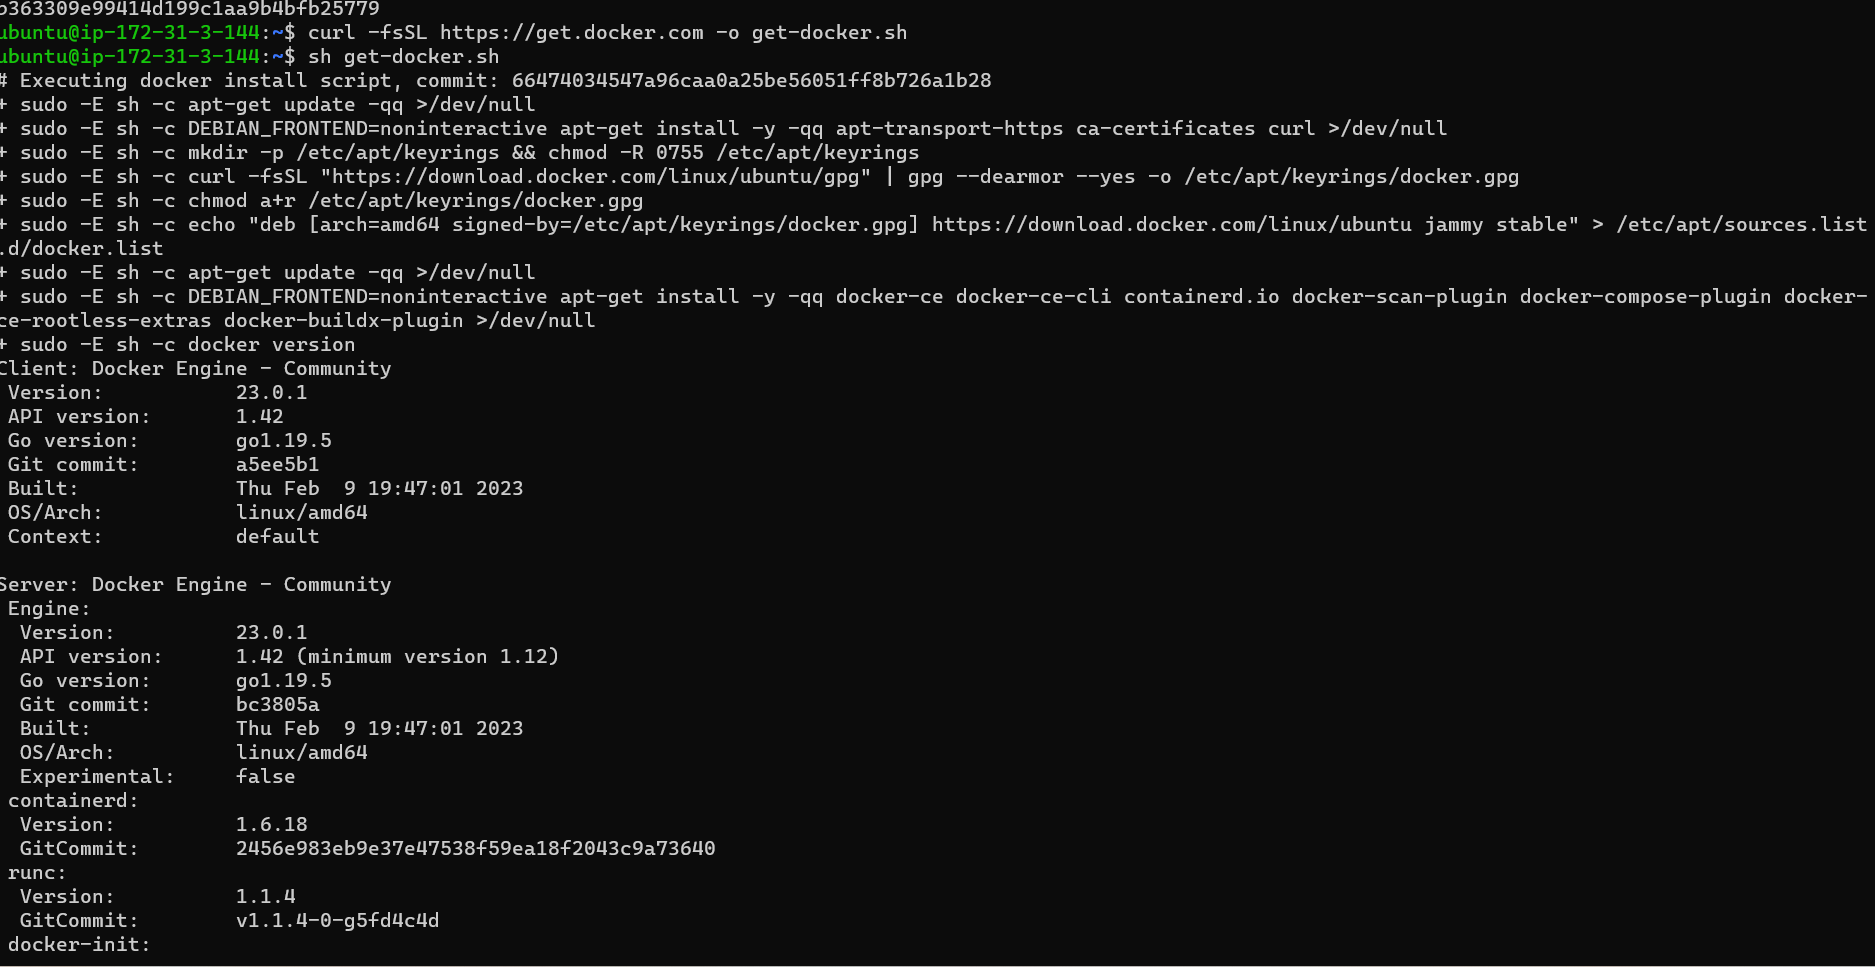 b363309e99414d199c1aa9b4bfb25779
ubuntu@ip-172-31-3-144:~$ curl -fsSL https://get.docker.com -o get-docker.sh
ubuntu@ip-172-31-3-144:~$ sh get-docker.sh
# Executing docker install script, commit: 66474034547a96caa0a25be56051ff8b726a1b28
+ sudo -E sh -c apt-get update -qq >/dev/null
+ sudo -E sh -c DEBIAN_FRONTEND=noninteractive apt-get install -y -qq apt-transport-https ca-certificates curl >/dev/null
+ sudo -E sh -c mkdir -p /etc/apt/keyrings && chmod -R 0755 /etc/apt/keyrings
+ sudo -E sh -c curl -fsSL "https://download.docker.com/linux/ubuntu/gpg" | gpg --dearmor --yes -o /etc/apt/keyrings/docker.gpg
+ sudo -E sh -c chmod a+r /etc/apt/keyrings/docker.gpg
+ sudo -E sh -c echo "deb [arch=amd64 signed-by=/etc/apt/keyrings/docker.gpg] https://download.docker.com/linux/ubuntu jammy stable" > /etc/apt/sources.list
.d/docker.list
+ sudo -E sh -c apt-get update -qq >/dev/null
+ sudo -E sh -c DEBIAN_FRONTEND=noninteractive apt-get install -y -qq docker-ce docker-ce-cli containerd.io docker-scan-plugin docker-compose-plugin docker-
ce-rootless-extras docker-buildx-plugin >/dev/null
+ sudo -E sh -c docker version
Client: Docker Engine - Community
Version: 23.0.1
API version: 1.42
Go version: go1.19.5
Git commit: a5ee5b1
Built: Thu Feb  9 19:47:01 2023
OS/Arch: linux/amd64
Context: default
Server: Docker Engine - Community
Engine:
Version: 23.0.1
API version: 1.42 (minimum version 1.12)
Go version: go1.19.5
Git commit: bc3805a
Built: Thu Feb  9 19:47:01 2023
OS/Arch: linux/amd64
Experimental: false
containerd:
Version: 1.6.18
GitCommit: 2456e983eb9e37e47538f59ea18f2043c9a73640
runc:
Version: 1.1.4
GitCommit: v1.1.4-0-g5fd4c4d
docker-init: